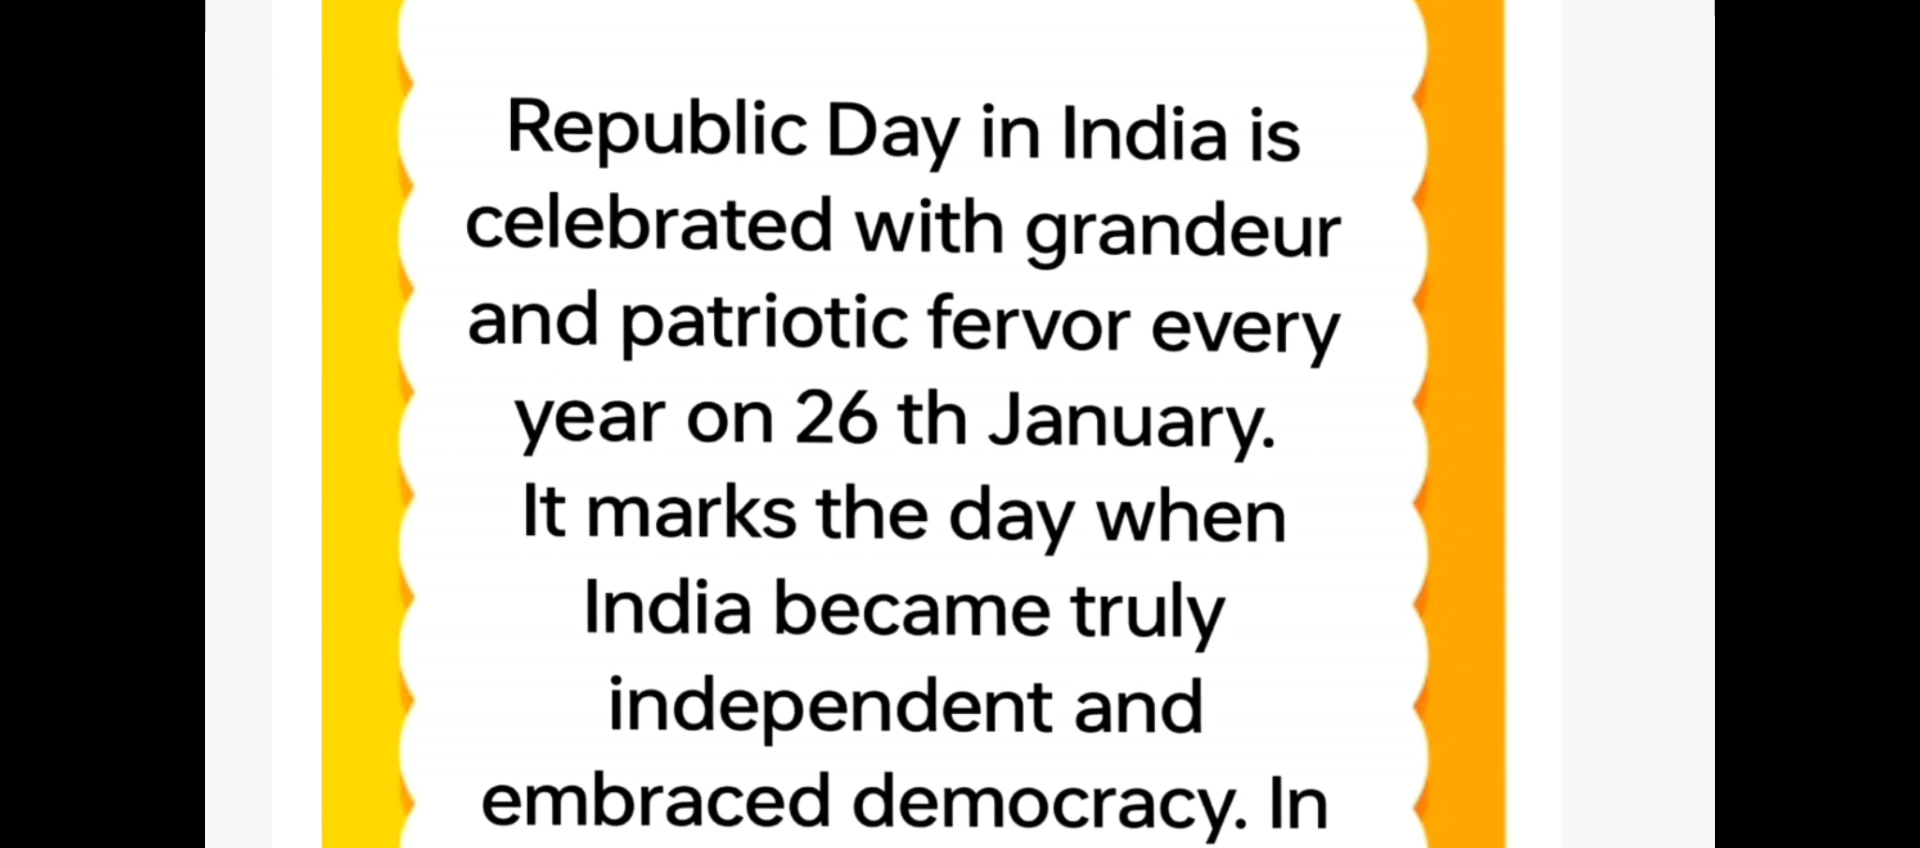 Republic Day in India is
celebrated with grandeur
and patriotic fervor every
year on 26 th January.
It marks the day when
India became truly
independent and
embraced democracy. In